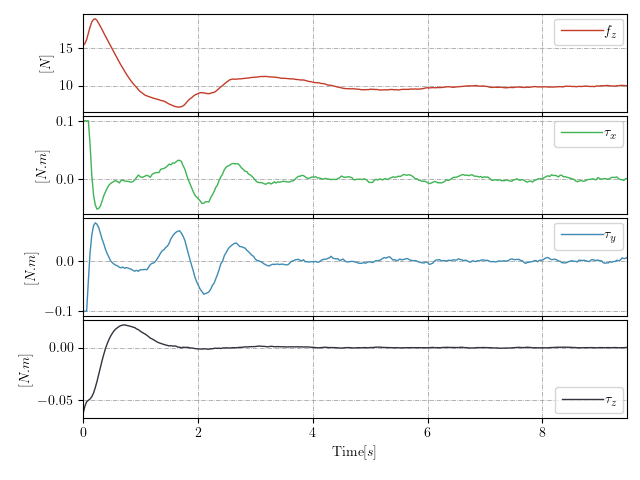 15
10
[N]
f_z
0.1
0.0
[N.m]
τ_x
0.0
−0.1
[N.m]
τ_y
0.00
−0.05
[N.m]
τ_z
0 2 4 6 8
Time[s]